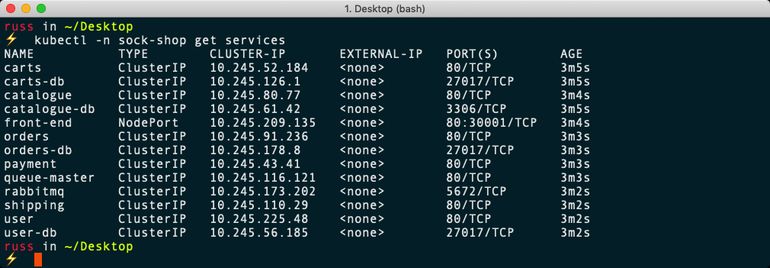 1. Desktop (bash)
russ in ~/Desktop
⚡ kubectl -n sock-shop get services
NAME TYPE CLUSTER-IP EXTERNAL-IP PORT(S) AGE
carts ClusterIP 10.245.52.184 <none> 80/TCP 3m5s
carts-db ClusterIP 10.245.126.1 <none> 27017/TCP 3m5s
catalogue ClusterIP 10.245.80.77 <none> 80/TCP 3m4s
catalogue-db ClusterIP 10.245.61.42 <none> 3306/TCP 3m5s
front-end NodePort 10.245.209.135 <none> 80:30001/TCP 3m4s
orders ClusterIP 10.245.91.236 <none> 80/TCP 3m3s
orders-db ClusterIP 10.245.178.8 <none> 27017/TCP 3m3s
payment ClusterIP 10.245.43.41 <none> 80/TCP 3m3s
queue-master ClusterIP 10.245.116.121 <none> 80/TCP 3m3s
rabbitmq ClusterIP 10.245.173.202 <none> 5672/TCP 3m2s
shipping ClusterIP 10.245.110.29 <none> 80/TCP 3m2s
user ClusterIP 10.245.225.48 <none> 80/TCP 3m2s
user-db ClusterIP 10.245.56.185 <none> 27017/TCP 3m2s
russ in ~/Desktop
⚡